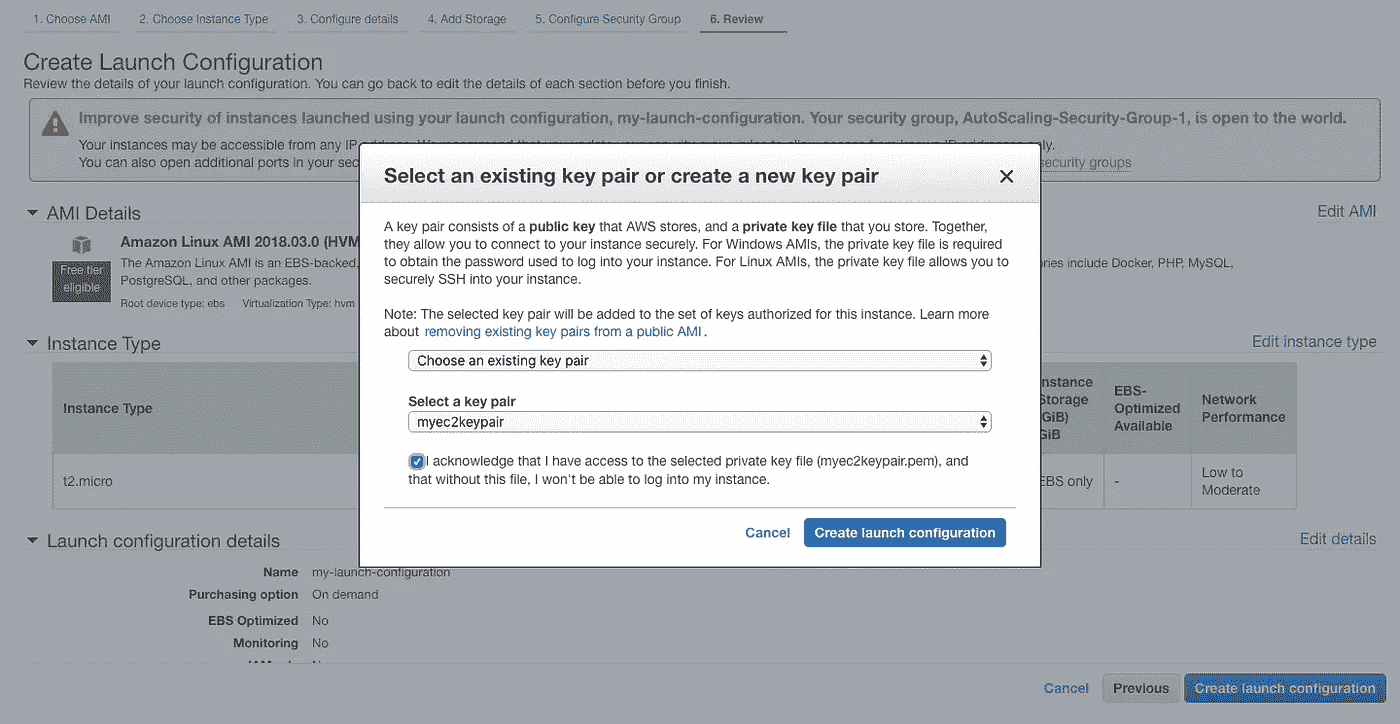 1. Choose AMI 2. Choose Instance Type 3. Configure details 4. Add Storage 5. Configure Security Group 6. Review
Create Launch Configuration
Review the details of your launch configuration. You can go back to edit the details of each section before you finish.
Improve security of instances launched using your launch configuration, my-launch-configuration. Your security group, AutoScaling-Security-Group-1, is open to the world.
Your instances may be accessible from any IP
You can also open additional ports in your security groups
AMI Details Edit AMI
Amazon Linux AMI 2018.03.0 (HVM
Free tier
eligible
The Amazon Linux AMI is an EBS-backed, include Docker, PHP, MySQL,
PostgreSQL, and other packages.
Root device type: ebs Virtualization Type: hvm
Instance Type Edit instance type
Instance Type
Instance
Storage
(GiB)
GiB
EBS-
Optimized
Available
Network
Performance
t2.micro EBS only - Low to
Moderate
Launch configuration details Edit details
Name my-launch-configuration
Purchasing option On demand
EBS Optimized No
Monitoring No
Cancel Previous Create launch configuration
Select an existing key pair or create a new key pair
A key pair consists of a public key that AWS stores, and a private key file that you store. Together,
they allow you to connect to your instance securely. For Windows AMIs, the private key file is required
to obtain the password used to log into your instance. For Linux AMIs, the private key file allows you to
securely SSH into your instance.
Note: The selected key pair will be added to the set of keys authorized for this instance. Learn more
about removing existing key pairs from a public AMI.
Choose an existing key pair
Select a key pair
myec2keypair
I acknowledge that I have access to the selected private key file (myec2keypair.pem), and
that without this file, I won't be able to log into my instance.
Cancel Create launch configuration